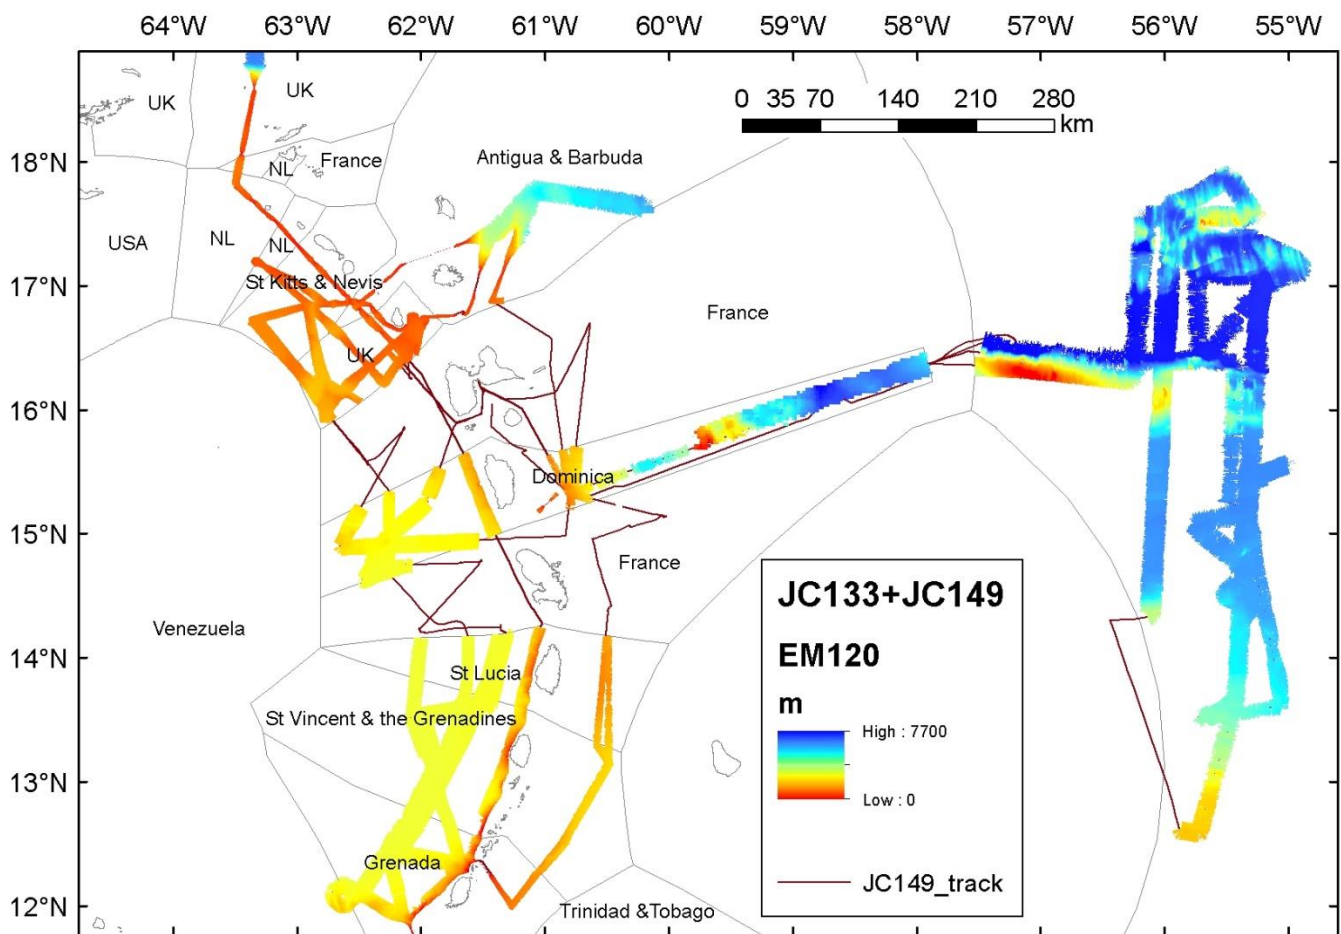 64°W 63°W 62°W 61°W 60°W 59°W 58°W 57°W 56°W 55°W
UK UK
0 35 70 140 210 280
km
18°N
NL France Antigua & Barbuda
USA NL NL
17°N
St Kitts & Nevis
France
UK
16°N
Dominica
15°N
France
Venezuela
14°N
St Lucia
St Vincent & the Grenadines
13°N
Grenada
12°N
Trinidad &Tobago
JC133+JC149
EM120
m
High : 7700
Low : 0
JC149_track